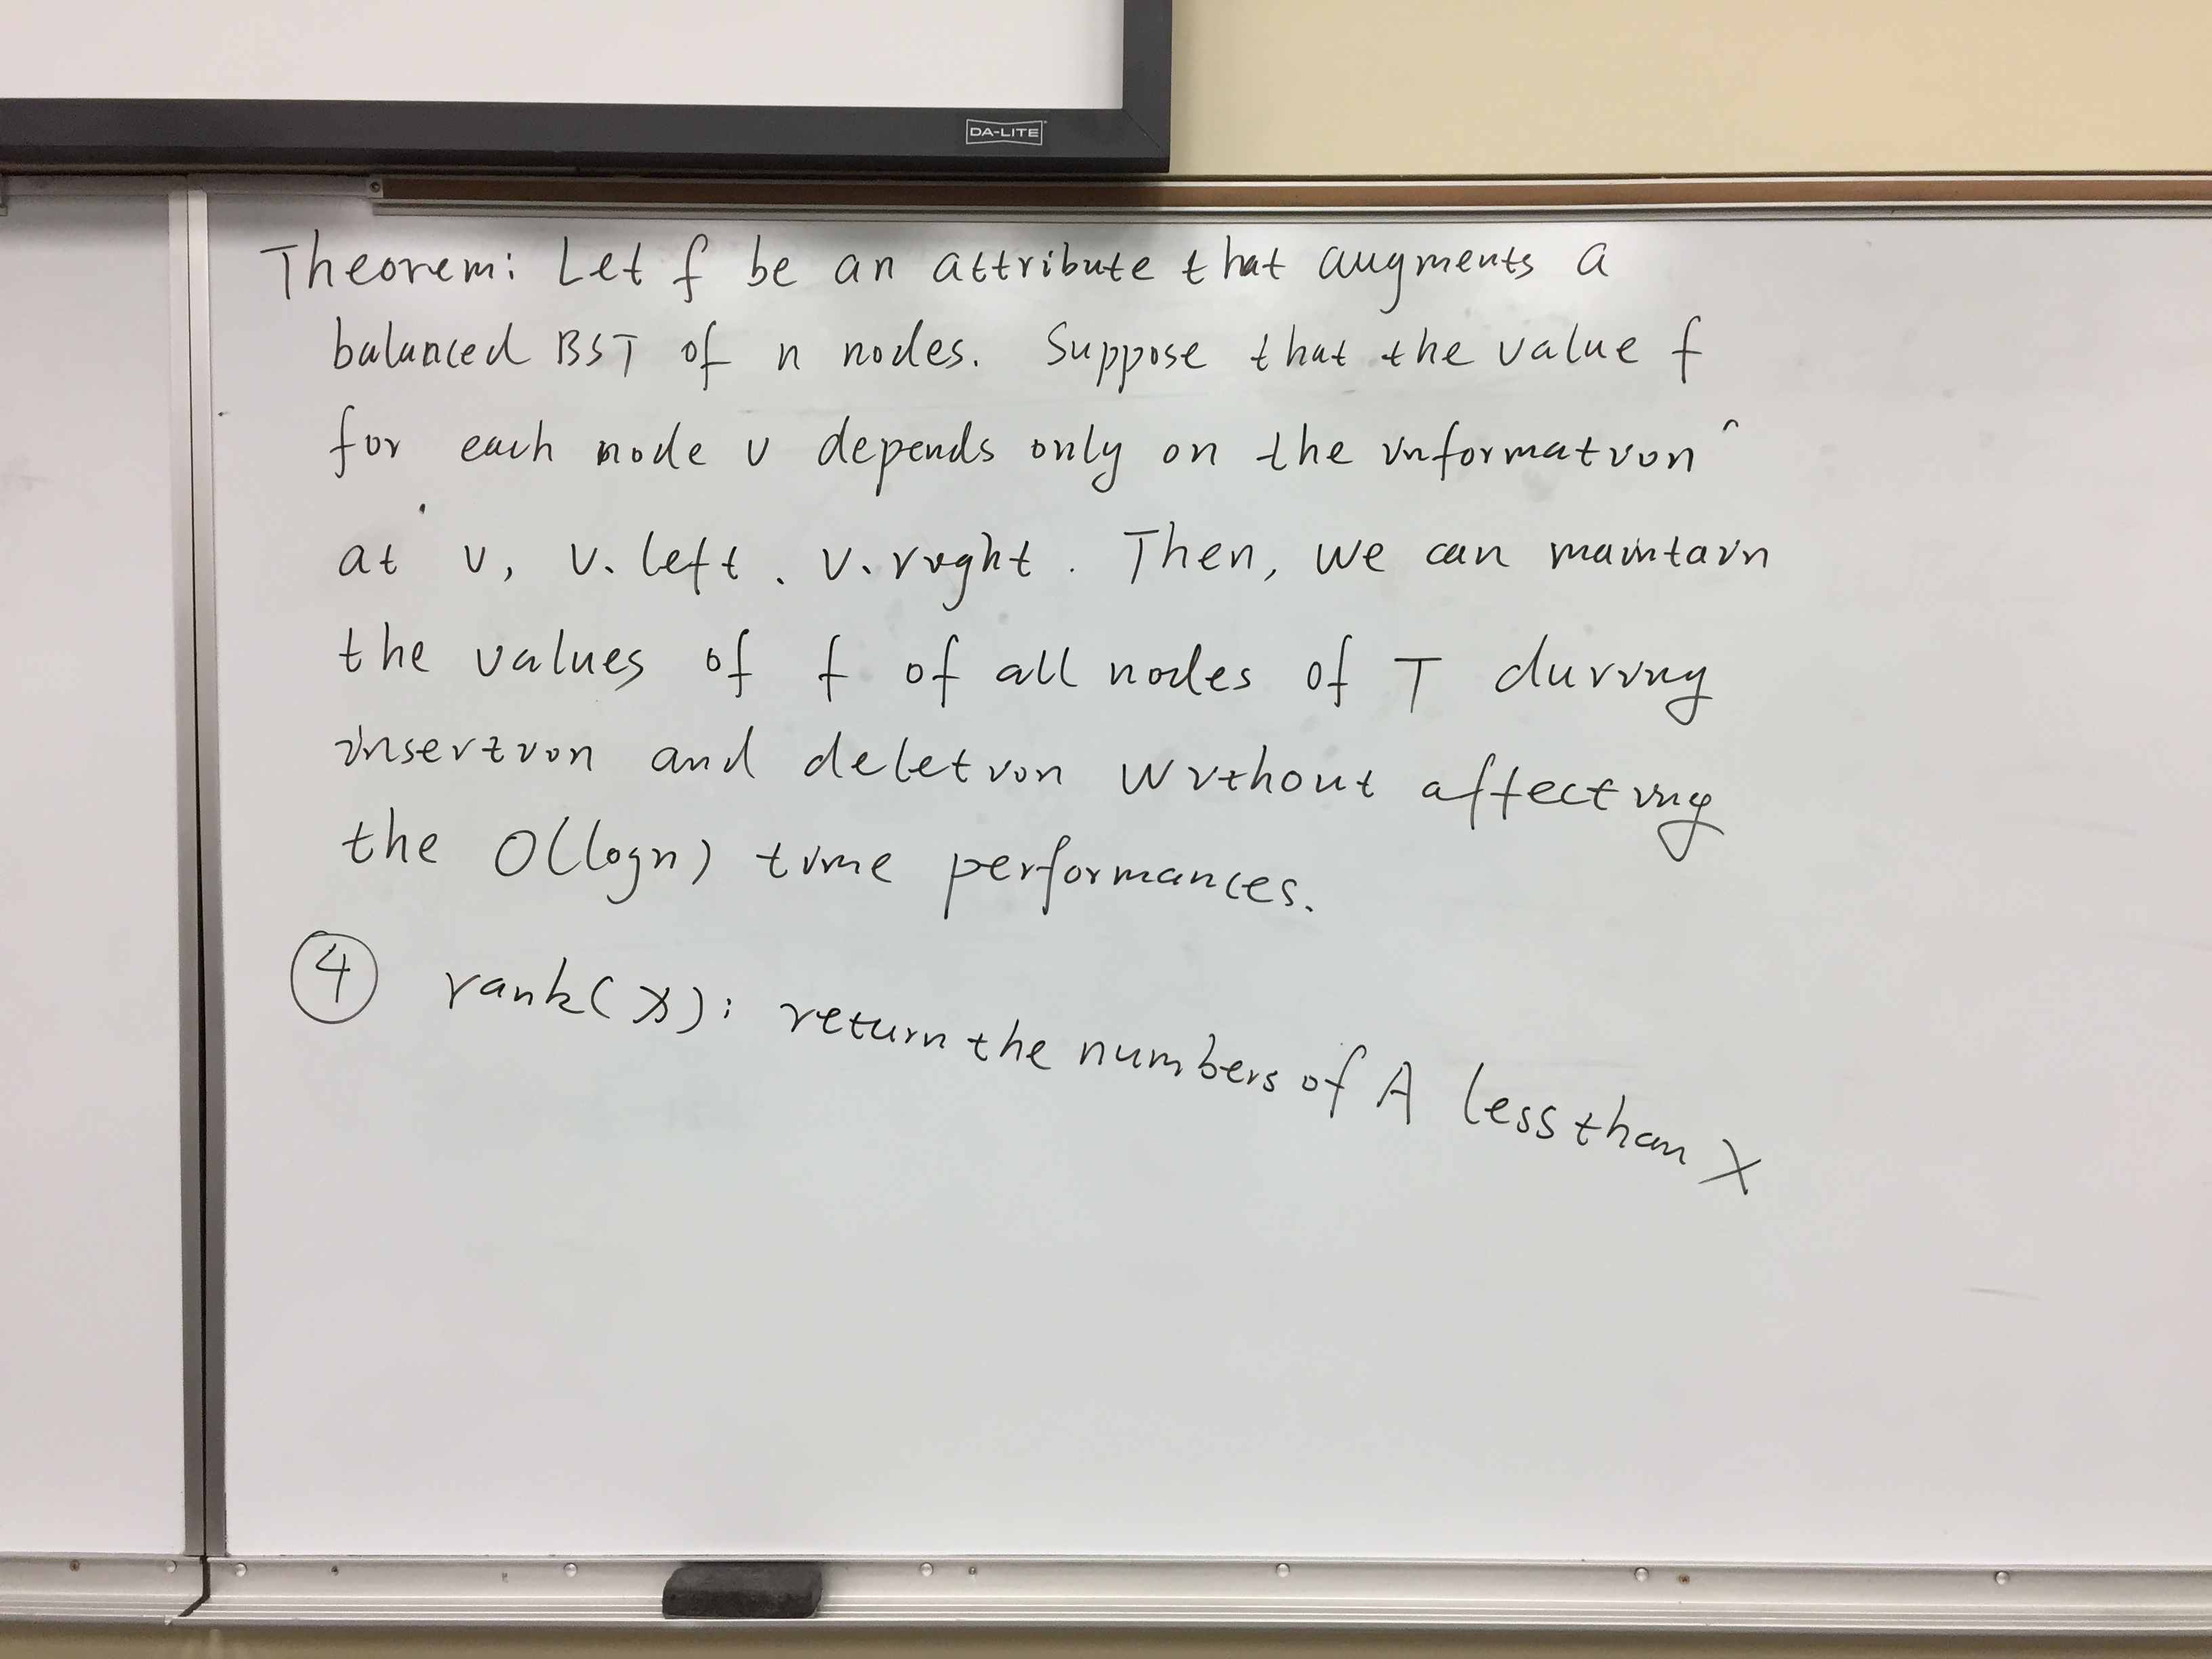 DA-LITE
Theorem: Let f be an attribute that augments a
balanced BST of n nodes. Suppose that the value f
for each node v depends only on the information
at v, v.left. v.right. Then, we can maintain
the values of f of all nodes of T during
insertion and deletion without affecting
the O(logn) time performances.
④ rank(x): return the numbers of A less than x